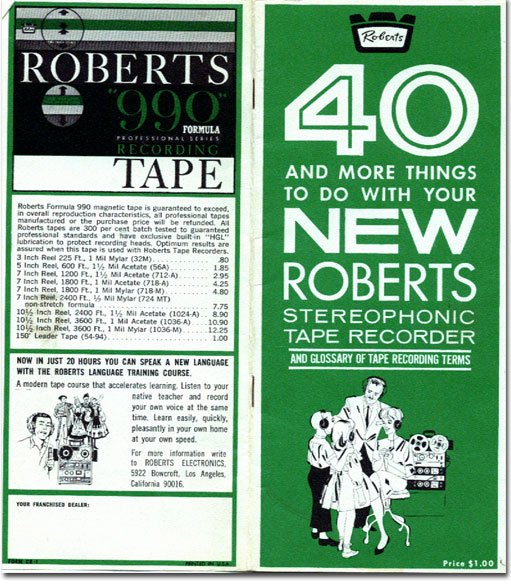 ROBERTS
"990"
FORMULA
PROFESSIONAL SERIES
RECORDING
TAPE
Roberts Formula 990 magnetic tape is guaranteed to exceed,
in overall reproduction characteristics, all professional tapes
manufactured or the purchase price will be refunded. All
Roberts tapes are 300 per cent batch tested to guaranteed
professional standards and have exclusive built-in "HGL"
lubrication to protect recording heads. Optimum results are
assured when this tape is used with Roberts Tape Recorders.
3 Inch Reel 225 Ft., 1 Mil Mylar (32M) .80
5 Inch Reel, 600 Ft., 1½ Mil Acetate (56A) 1.85
7 Inch Reel, 1200 Ft., 1½ Mil Acetate (712-A) 2.95
7 Inch Reel, 1800 Ft., 1 Mil Acetate (718-A) 4.25
7 Inch Reel, 1800 Ft., 1 Mil Mylar (718-M) 4.80
7 Inch Reel, 2400 Ft., ½ Mil Mylar (724 MT)
non-stretch formula 7.75
10½ Inch Reel, 2400 Ft., 1½ Mil Acetate (1024-A) 8.90
10½ Inch Reel, 3600 Ft., 1 Mil Acetate (1036-A) 10.90
10½ Inch Reel, 3600 Ft., 1 Mil Mylar (1036-M) 12.25
150' Leader Tape (54-94) 1.00
NOW IN JUST 20 HOURS YOU CAN SPEAK A NEW LANGUAGE
WITH THE ROBERTS LANGUAGE TRAINING COURSE.
A modern tape course that accelerates learning. Listen to your
native teacher and record
your own voice at the same
time. Learn easily, quickly,
pleasantly in your own home
at your own speed.
For more information write
to ROBERTS ELECTRONICS,
5922 Bowcroft, Los Angeles,
California 90016.
YOUR FRANCHISED DEALER:
PRINTED IN U.S.A.
Roberts
40
AND MORE THINGS
TO DO WITH YOUR
NEW
ROBERTS
STEREOPHONIC
TAPE RECORDER
AND GLOSSARY OF TAPE RECORDING TERMS
Price $1.00